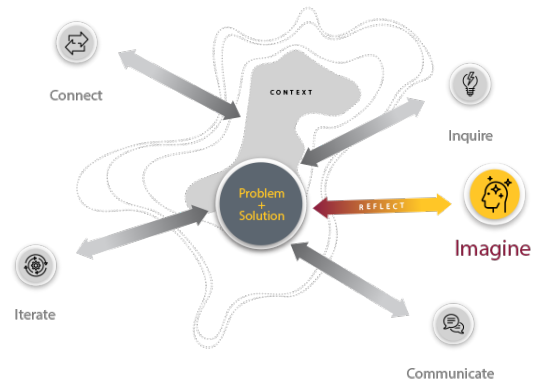 Connect
CONTEXT
Inquire
Problem
+
Solution
REFLECT
Imagine
Iterate
Communicate